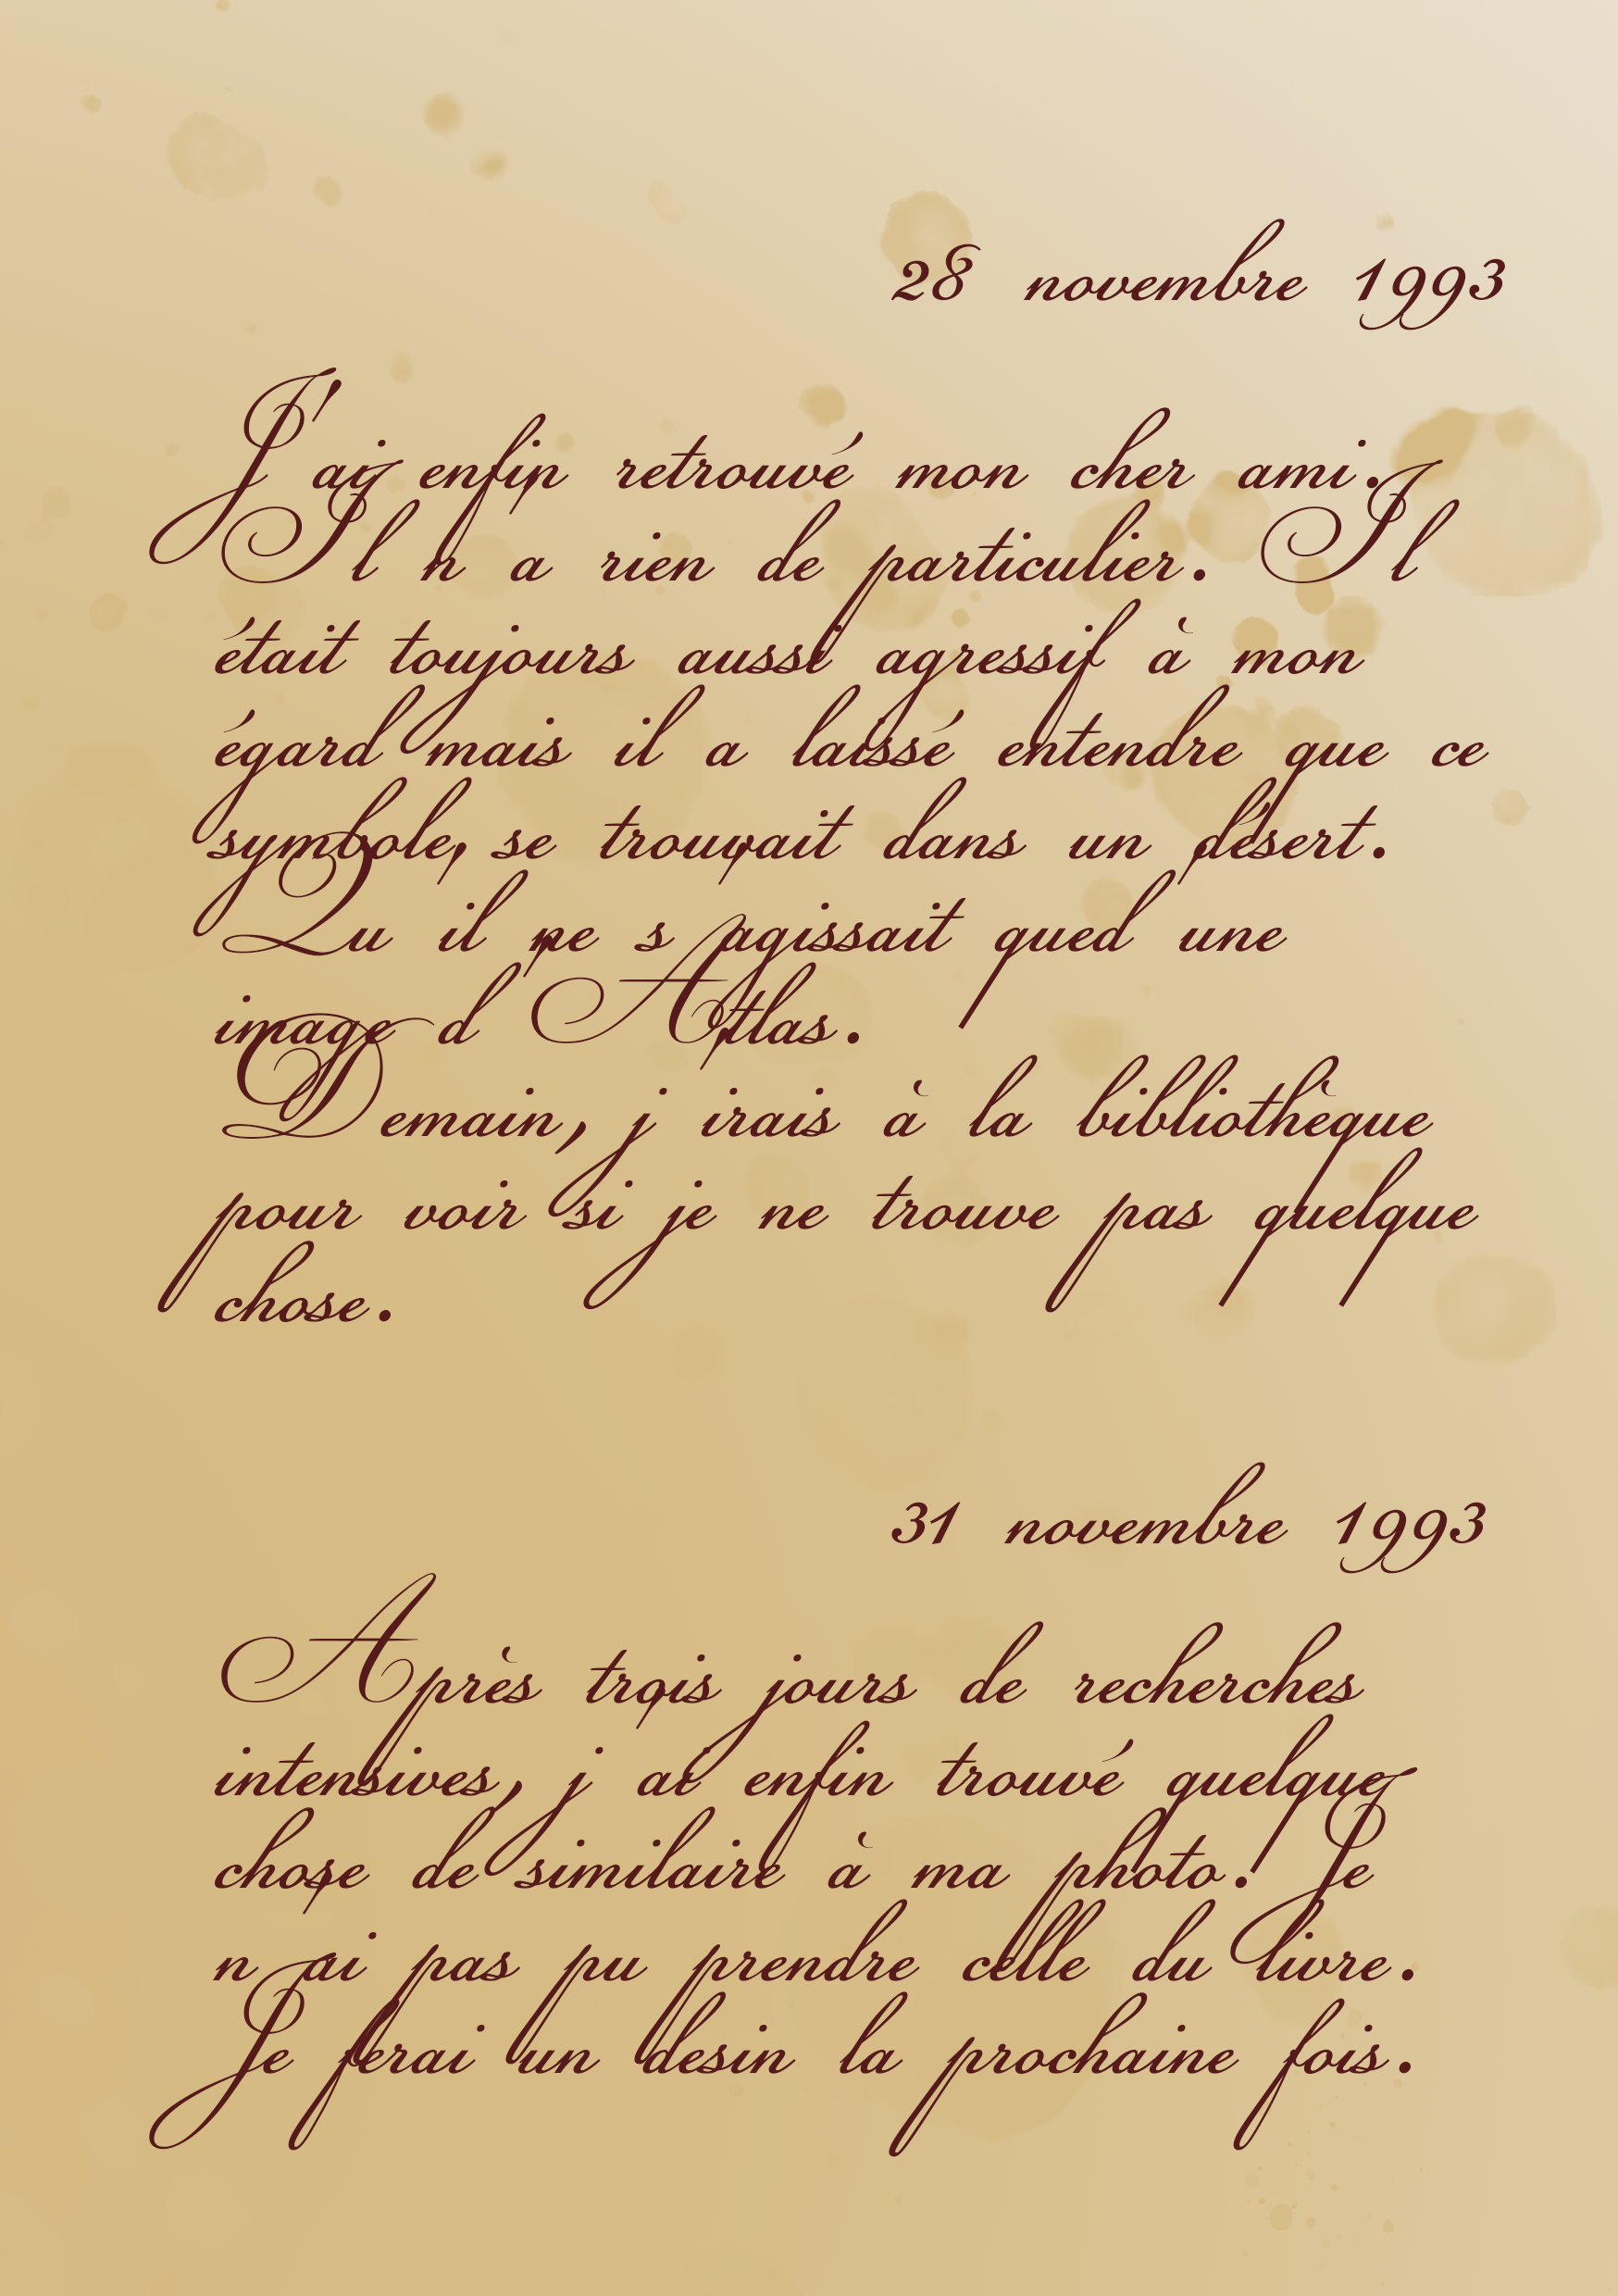 28 novembre 1993
J'ai enfin retrouvé mon cher ami.
Il n'a rien de particulier. Il
était toujours aussi agressif à mon
égard mais il a laissé entendre que ce
symbole, se trouvait dans un désert.
Qu'il ne s'agissait qued'une
image d'Atlas.
Demain, j'irais à la bibliothèque
pour voir si je ne trouve pas quelque
chose.
31 novembre 1993
Après trois jours de recherches
intensives, j'ai enfin trouvé quelque
chose de similaire à ma photo. Je
n'ai pas pu prendre celle du livre.
Je ferai un desin la prochaine fois.